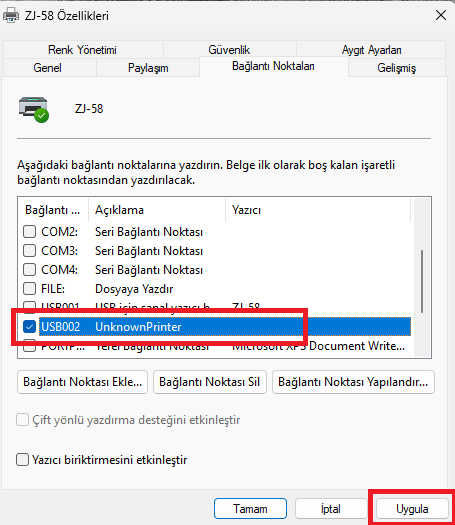 ZJ-58 Özellikleri
Renk Yönetimi Güvenlik Aygıt Ayarları
Genel Paylaşım Bağlantı Noktaları Gelişmiş
ZJ-58
Aşağıdaki bağlantı noktalarına yazdırın. Belge ilk olarak boş kalan işaretli
bağlantı noktasından yazdırılacak.
Bağlantı ... Açıklama Yazıcı
COM2: Seri Bağlantı Noktası
COM3: Seri Bağlantı Noktası
COM4: Seri Bağlantı Noktası
FILE: Dosyaya Yazdır
USB001 USB için sanal yazıcı b... ZJ-58
USB002 UnknownPrinter
PORTP... Yerel Bağlantı Noktası Microsoft XPS Document Write...
Bağlantı Noktası Ekle... Bağlantı Noktası Sil Bağlantı Noktası Yapılandır...
Çift yönlü yazdırma desteğini etkinleştir
Yazıcı biriktirmesini etkinleştir
Tamam İptal Uygula